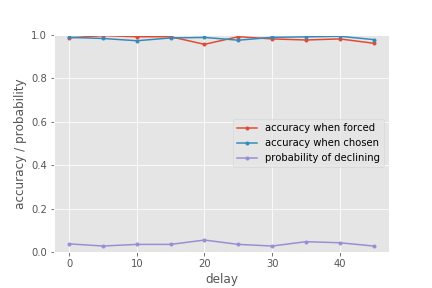 1.0
0.8
0.6
0.4
0.2
0.0
accuracy / probability
accuracy when forced
accuracy when chosen
probability of declining
0 10 20 30 40
delay